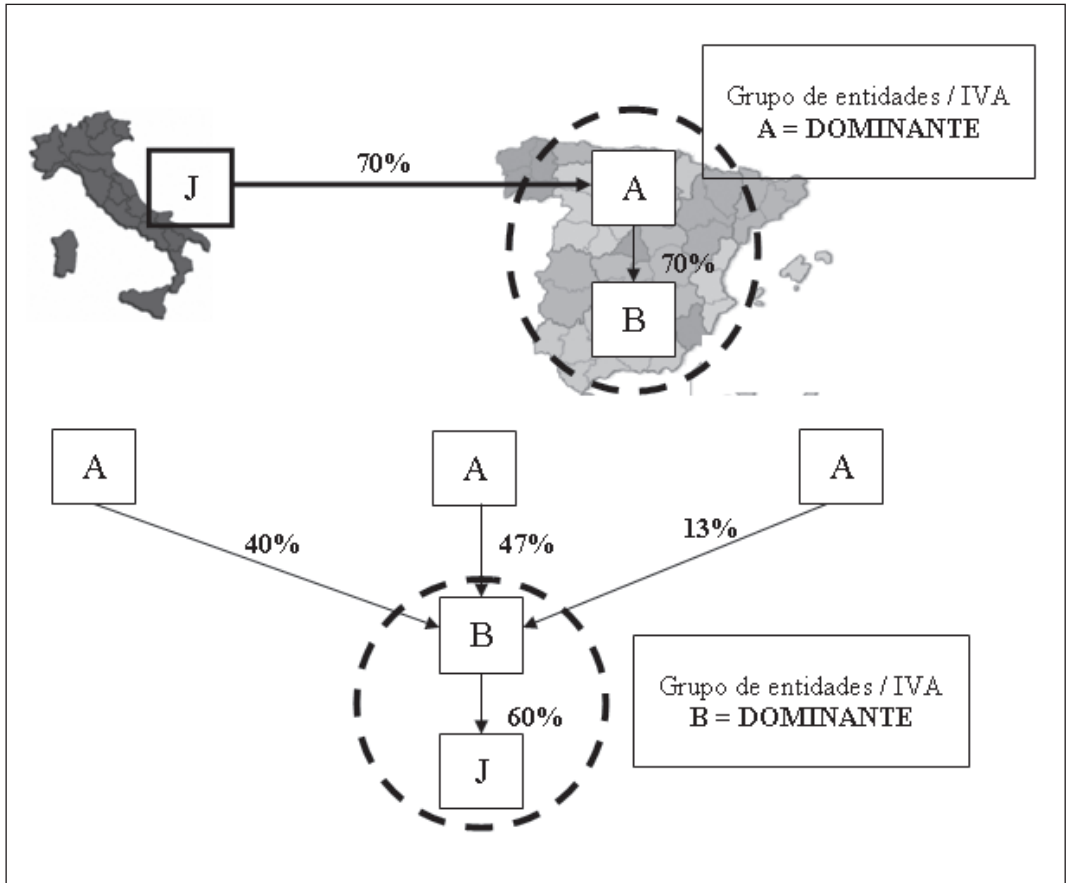 Grupo de entidades / IVA
A = DOMINANTE
J
70%
A
70%
B
A
A
A
40%
47%
13%
B
60%
J
Grupo de entidades / IVA
B = DOMINANTE